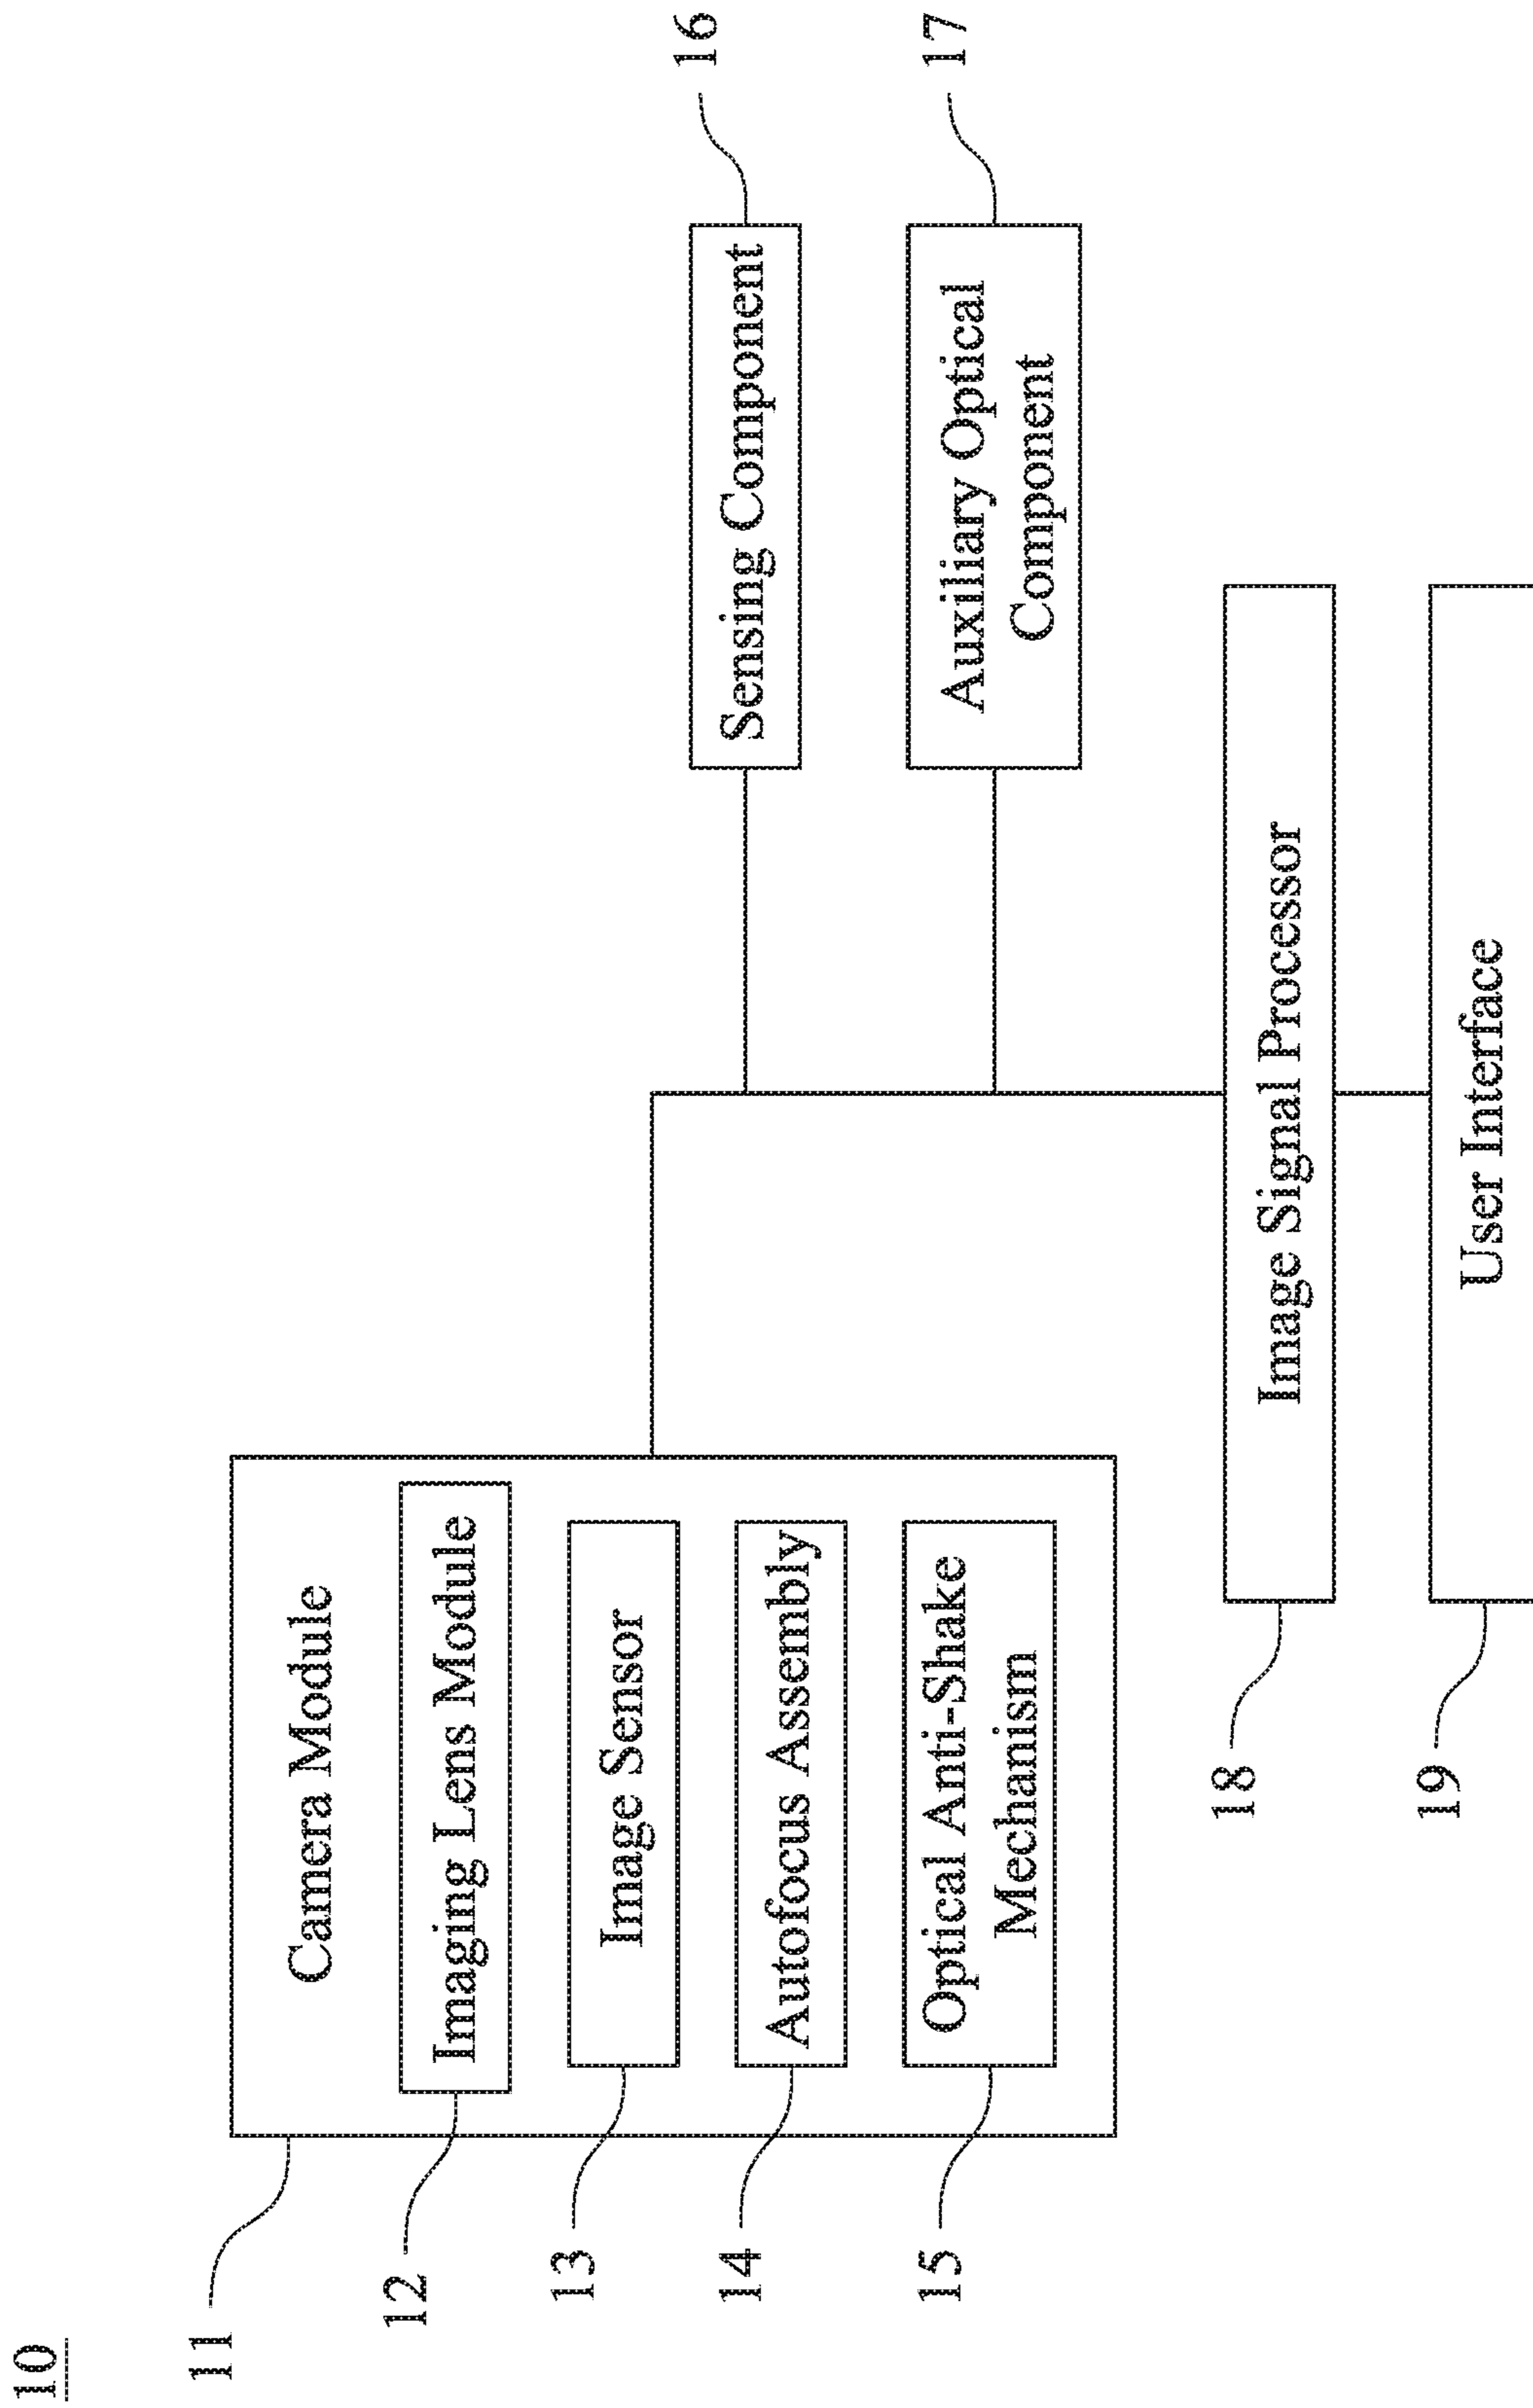 10
11
Camera Module
12
Imaging Lens Module
13
Image Sensor
14
Autofocus Assembly
15
Optical Anti-Shake
Mechanism
16
Sensing Component
17
Auxiliary Optical
Component
18
Image Signal Processor
19
User Interface